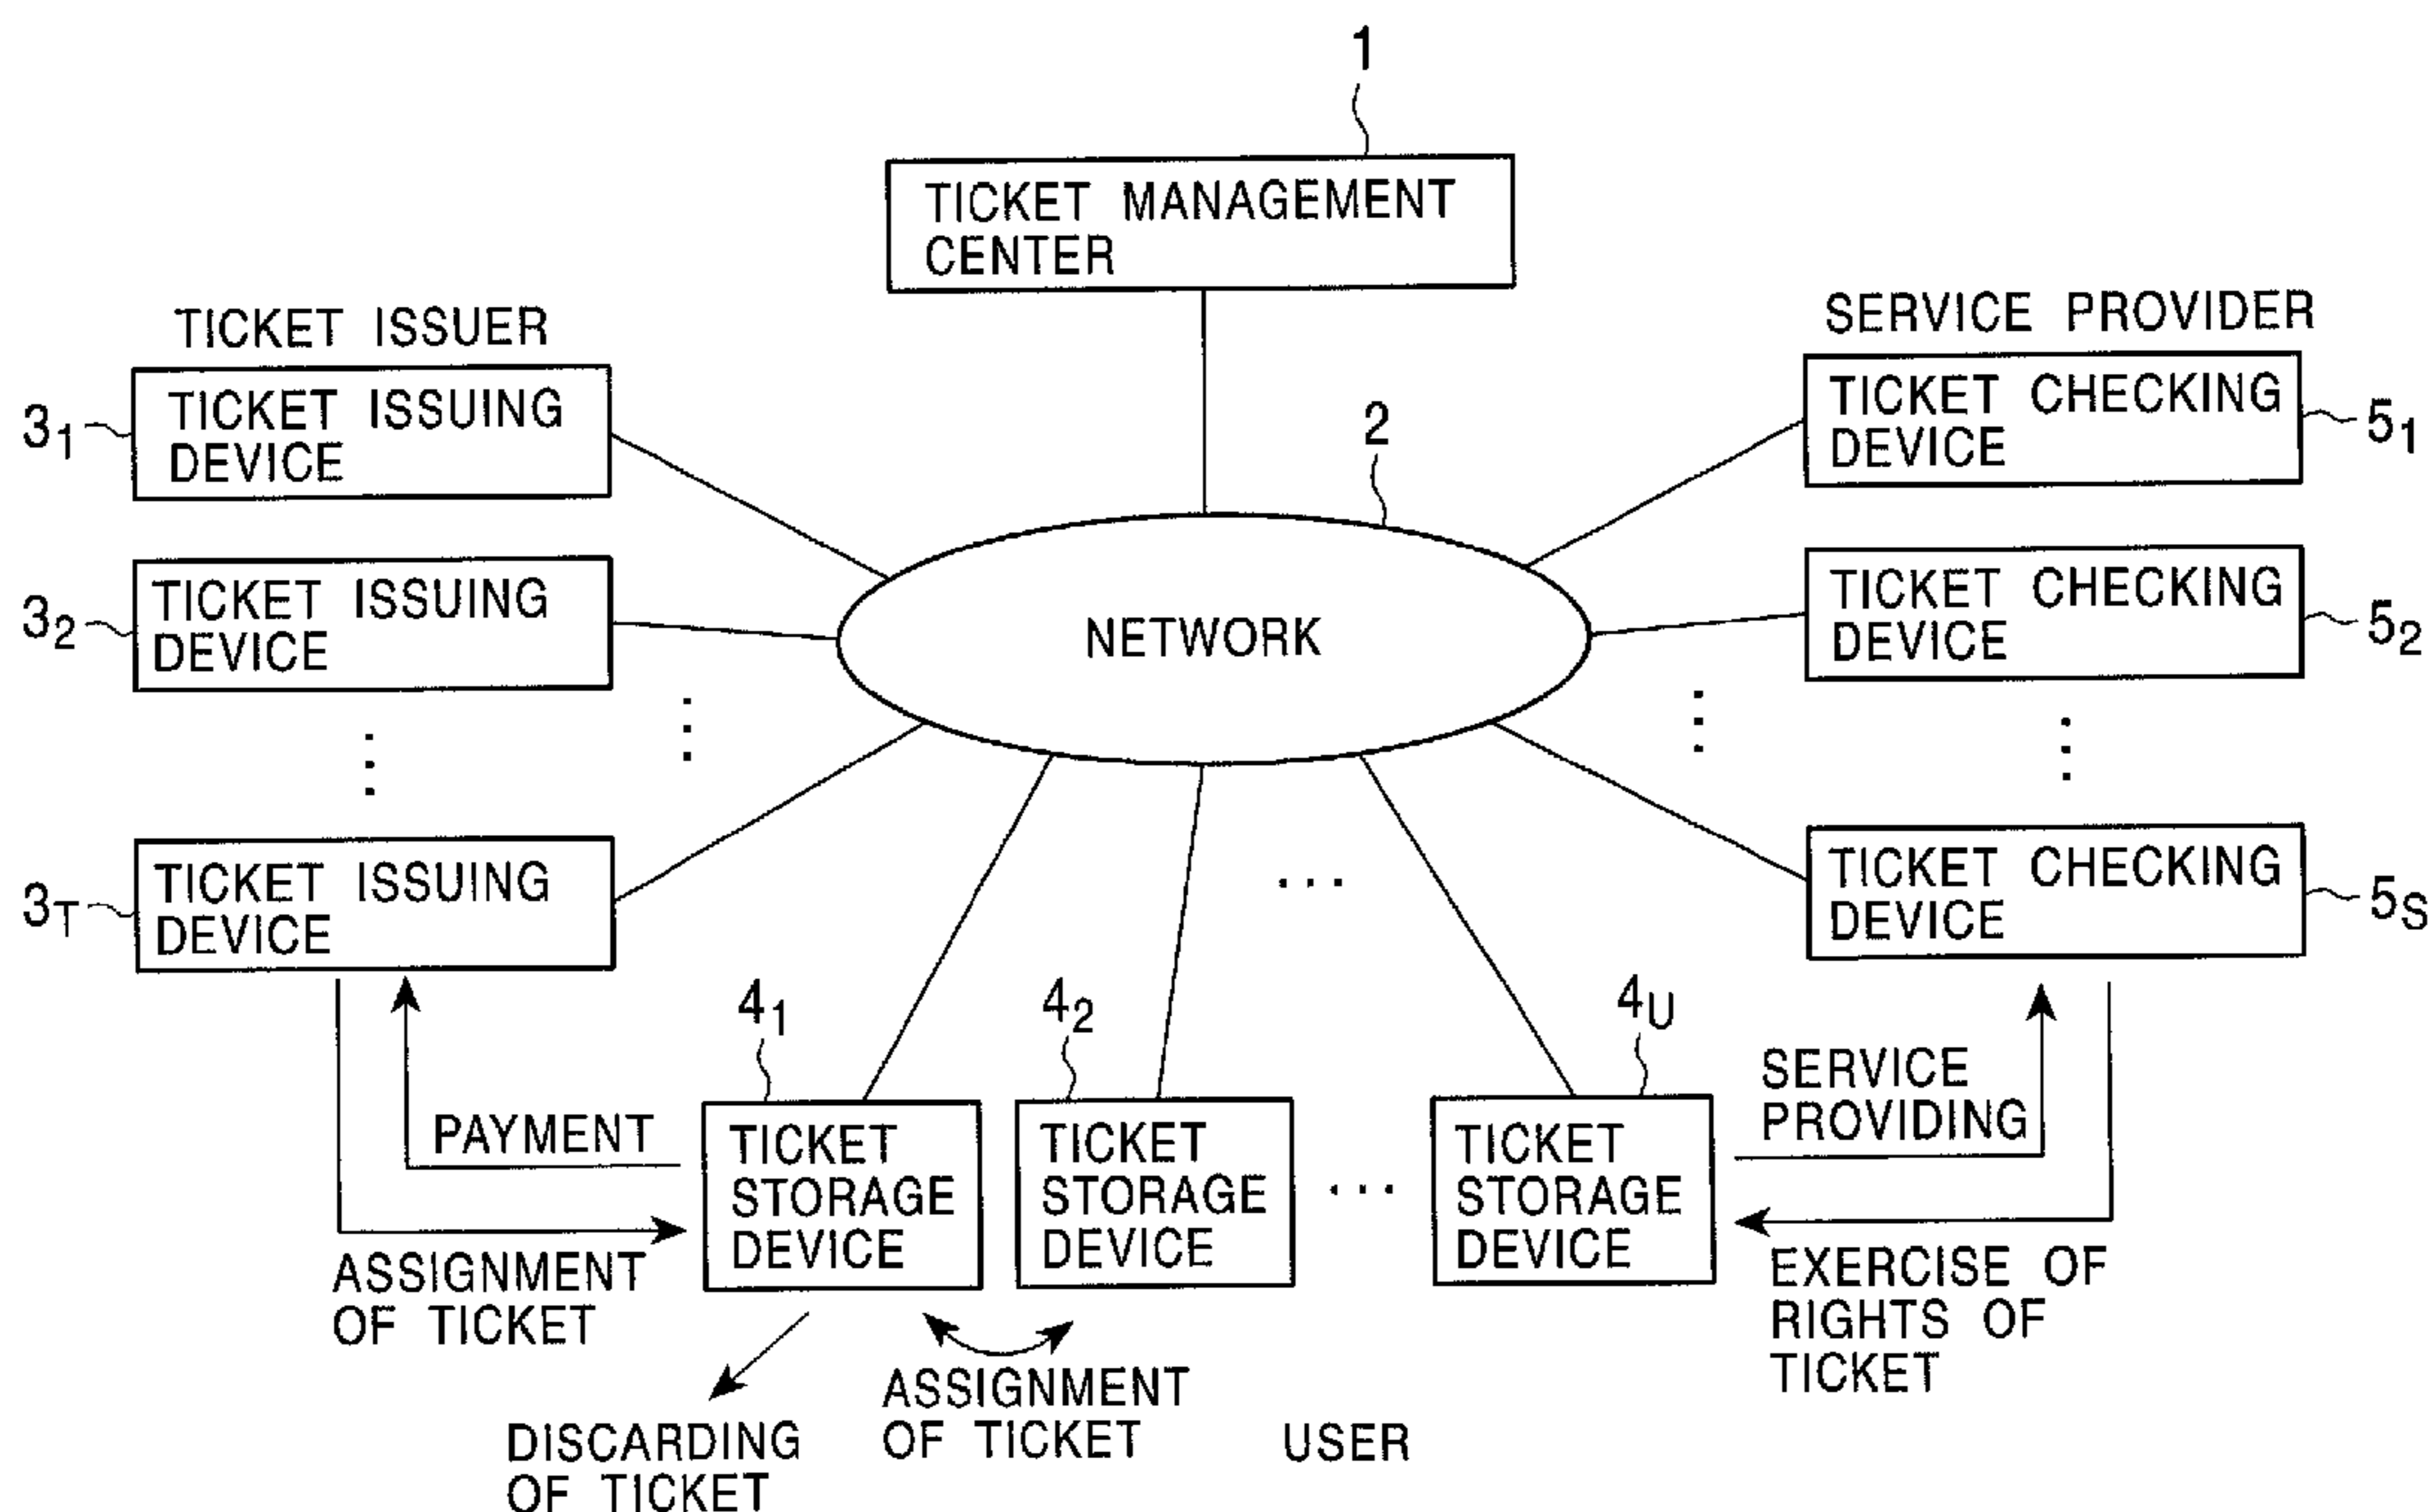 1
TICKET MANAGEMENT
CENTER
TICKET ISSUER
SERVICE PROVIDER
3₁
TICKET ISSUING
DEVICE
2
TICKET CHECKING
DEVICE
5₁
3₂
TICKET ISSUING
DEVICE
NETWORK
TICKET CHECKING
DEVICE
5₂
3T
TICKET ISSUING
DEVICE
TICKET CHECKING
DEVICE
5S
4₁
4₂
4U
PAYMENT
ASSIGNMENT
OF TICKET
TICKET
STORAGE
DEVICE
TICKET
STORAGE
DEVICE
...
TICKET
STORAGE
DEVICE
SERVICE
PROVIDING
EXERCISE OF
RIGHTS OF
TICKET
DISCARDING
OF TICKET
ASSIGNMENT
OF TICKET
USER